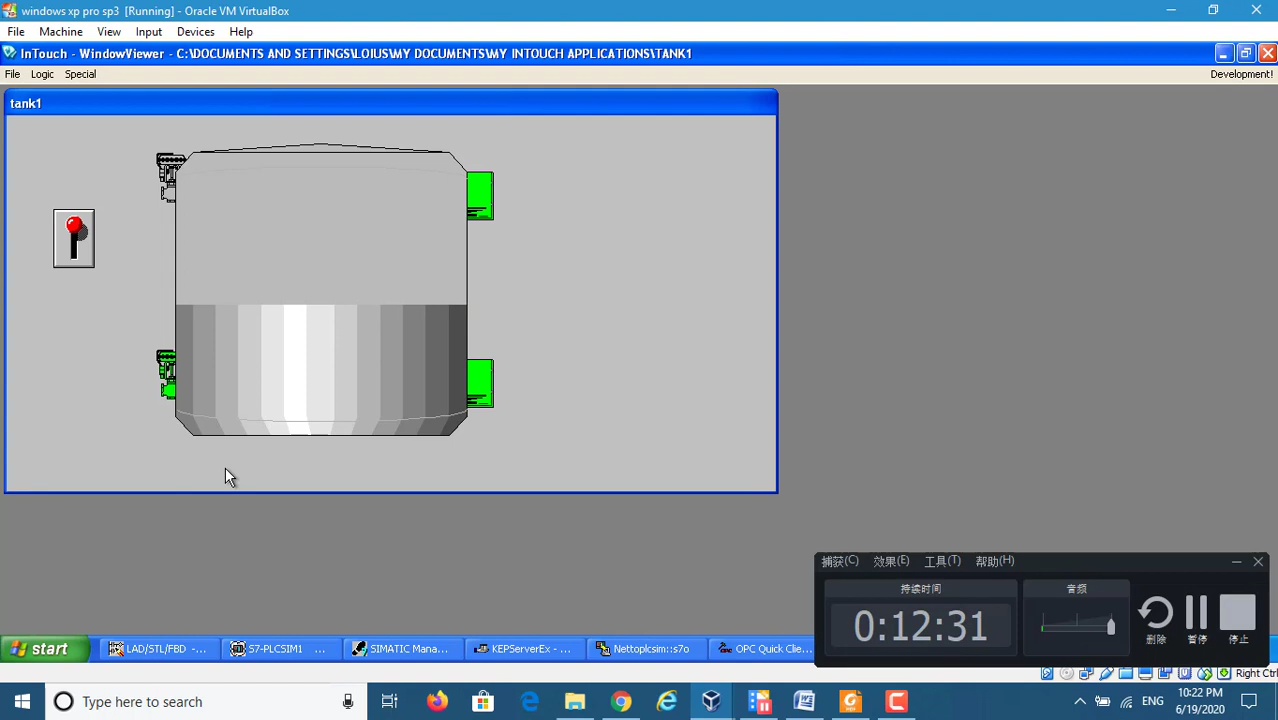 windows xp pro sp3 [Running] - Oracle VM VirtualBox
File Machine View Input Devices Help
InTouch - WindowViewer - C:\DOCUMENTS AND SETTINGS\LOIUS\MY DOCUMENTS\MY INTOUCH APPLICATIONS\TANK1
File Logic Special Development!
tank1
捕获(C) 效果(E) 工具(T) 帮助(H)
持续时间 音频
0:12:31
删除 暂停 停止
start LAD/STL/FBD -... S7-PLCSIM1 SIMATIC Mana... KEPServerEx - ... Nettoplcsim::s7o OPC Quick Clie...
Right Ctrl
Type here to search
ENG
10:22 PM
6/19/2020